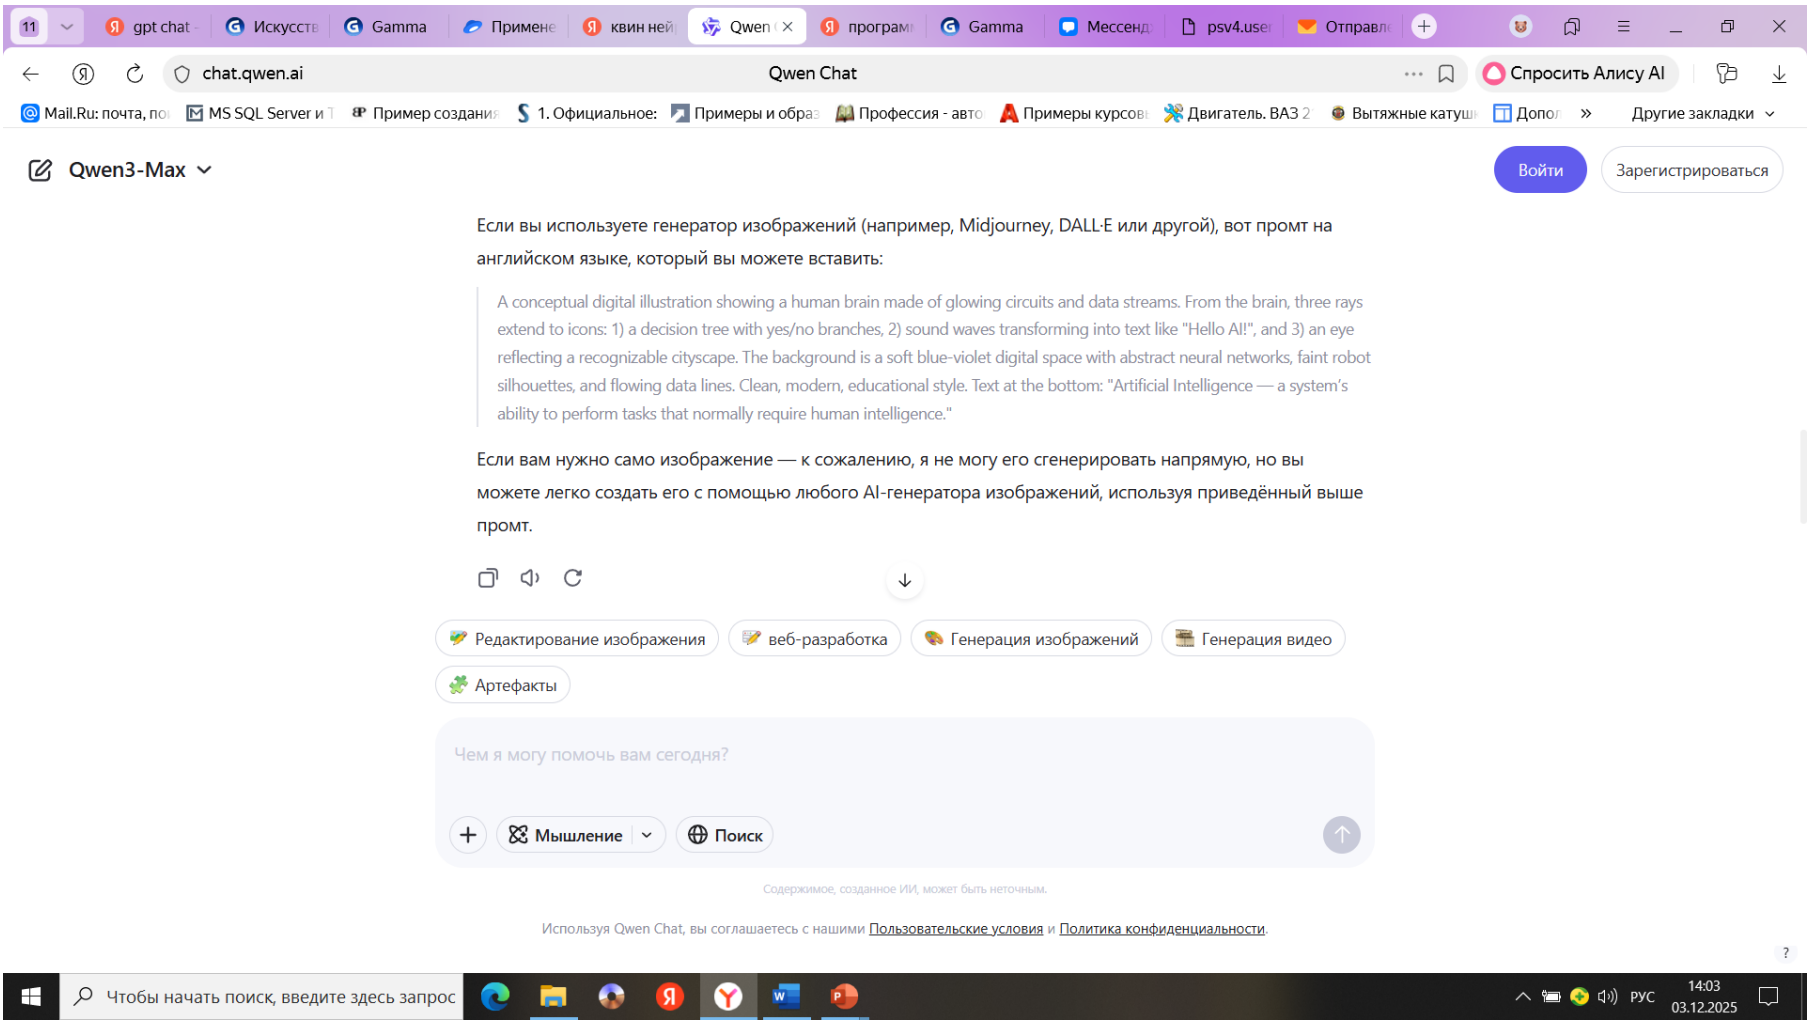 11
gpt chat -
Искусств
Gamma
Примене
квин ней
Qwen
програм
Gamma
Мессенд
psv4.user
Отправл
chat.qwen.ai
Qwen Chat
Спросить Алису AI
Mail.Ru: почта, по
MS SQL Server и Т
Пример создания
1. Официальное:
Примеры и образ
Профессия - авто
Примеры курсов
Двигатель. ВАЗ 2
Вытяжные катуш
Допол
»
Другие закладки
Qwen3-Max
Войти
Зарегистрироваться
Если вы используете генератор изображений (например, Midjourney, DALL·E или другой), вот промт на
английском языке, который вы можете вставить:
A conceptual digital illustration showing a human brain made of glowing circuits and data streams. From the brain, three rays
extend to icons: 1) a decision tree with yes/no branches, 2) sound waves transforming into text like "Hello AI!", and 3) an eye
reflecting a recognizable cityscape. The background is a soft blue-violet digital space with abstract neural networks, faint robot
silhouettes, and flowing data lines. Clean, modern, educational style. Text at the bottom: "Artificial Intelligence — a system’s
ability to perform tasks that normally require human intelligence."
Если вам нужно само изображение — к сожалению, я не могу его сгенерировать напрямую, но вы
можете легко создать его с помощью любого AI-генератора изображений, используя приведённый выше
промт.
Редактирование изображения
веб-разработка
Генерация изображений
Генерация видео
Артефакты
Чем я могу помочь вам сегодня?
Мышление
Поиск
Содержимое, созданное ИИ, может быть неточным.
Используя Qwen Chat, вы соглашаетесь с нашими Пользовательские условия и Политика конфиденциальности.
?
Чтобы начать поиск, введите здесь запрос
РУС
14:03
03.12.2025